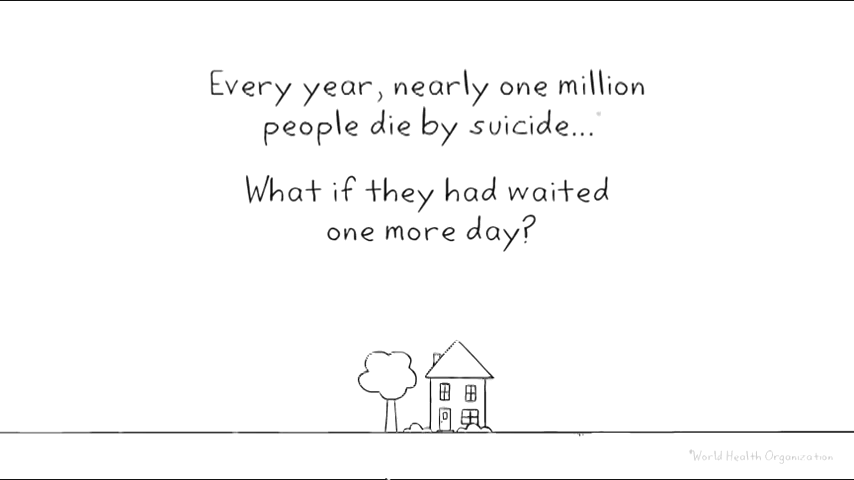 Every year, nearly one million
people die by suicide...
What if they had waited
one more day?
*World Health Organization